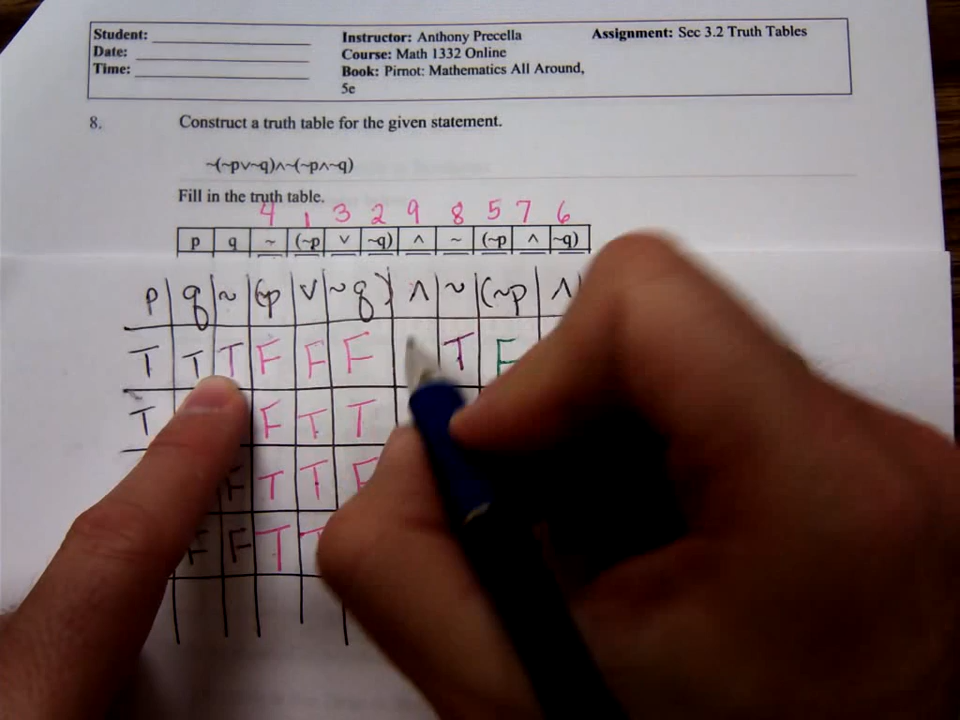 Student:
Instructor: Anthony Precella
Assignment: Sec 3.2 Truth Tables
Date:
Course: Math 1332 Online
Time:
Book: Pirnot: Mathematics All Around,
5e
8. Construct a truth table for the given statement.
~(~p∨~q)∧~(~p∧~q)
Fill in the truth table.
4 1 3 2 9 8 5 7 6
p q ~ (~p ∨ ~q) ∧ ~ (~p ∧ ~q)
p q ~ (~p ∨ ~q) ∧ ~ (~p ∧
T T T F F F T F
T F T T
F T T F
F F T